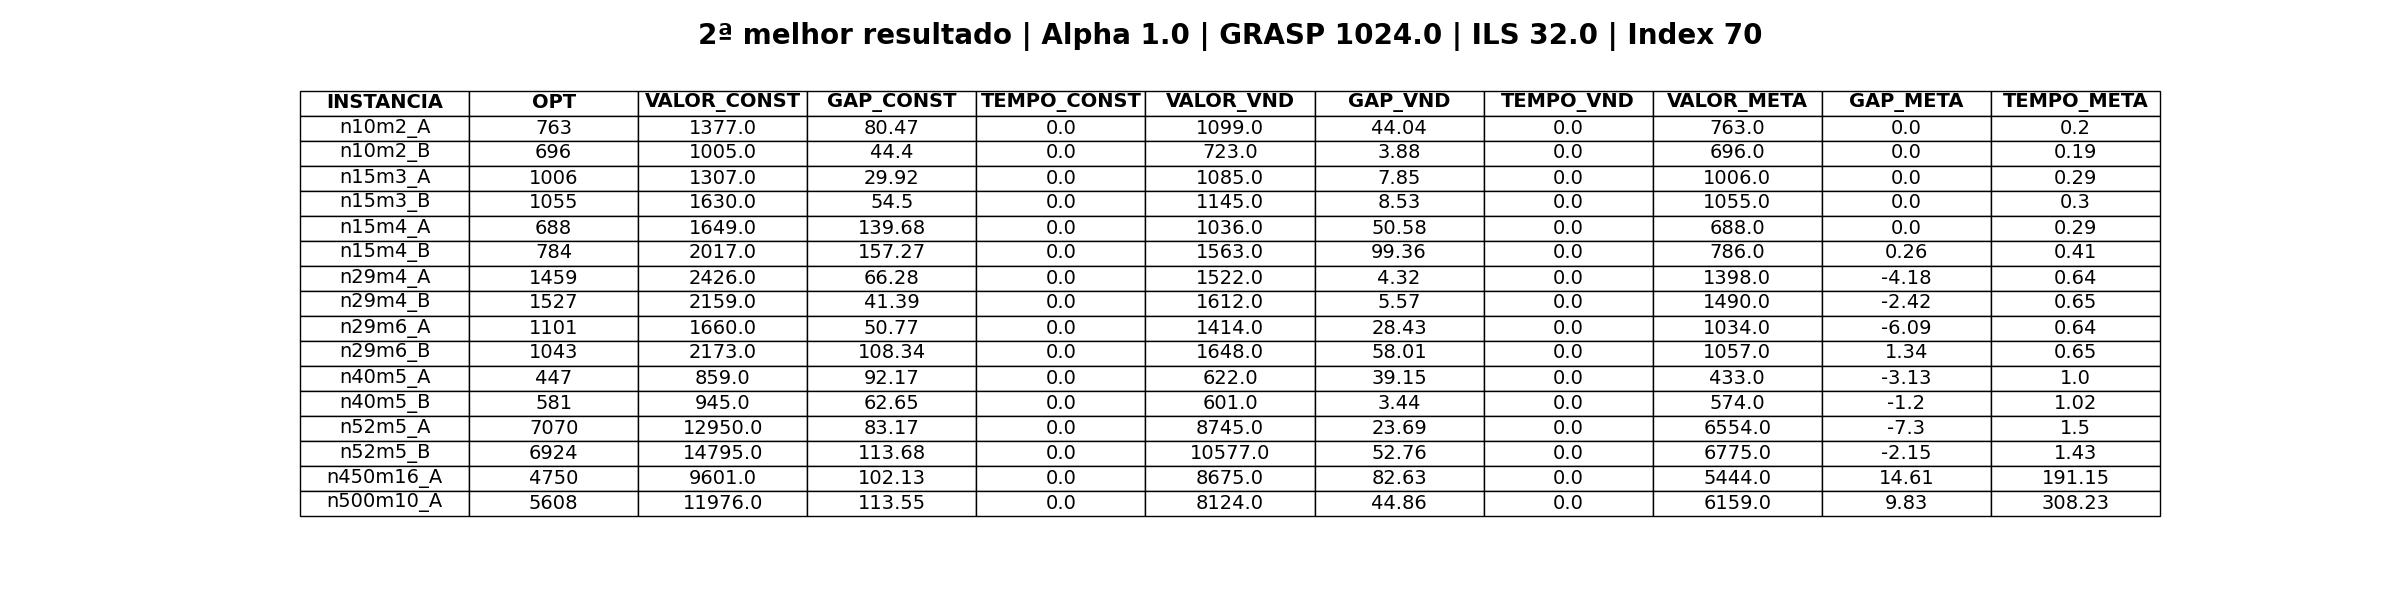 2ª melhor resultado | Alpha 1.0 | GRASP 1024.0 | ILS 32.0 | Index 70
INSTANCIA OPT VALOR_CONST GAP_CONST TEMPO_CONST VALOR_VND GAP_VND TEMPO_VND VALOR_META GAP_META TEMPO_META
n10m2_A 763 1377.0 80.47 0.0 1099.0 44.04 0.0 763.0 0.0 0.2
n10m2_B 696 1005.0 44.4 0.0 723.0 3.88 0.0 696.0 0.0 0.19
n15m3_A 1006 1307.0 29.92 0.0 1085.0 7.85 0.0 1006.0 0.0 0.29
n15m3_B 1055 1630.0 54.5 0.0 1145.0 8.53 0.0 1055.0 0.0 0.3
n15m4_A 688 1649.0 139.68 0.0 1036.0 50.58 0.0 688.0 0.0 0.29
n15m4_B 784 2017.0 157.27 0.0 1563.0 99.36 0.0 786.0 0.26 0.41
n29m4_A 1459 2426.0 66.28 0.0 1522.0 4.32 0.0 1398.0 -4.18 0.64
n29m4_B 1527 2159.0 41.39 0.0 1612.0 5.57 0.0 1490.0 -2.42 0.65
n29m6_A 1101 1660.0 50.77 0.0 1414.0 28.43 0.0 1034.0 -6.09 0.64
n29m6_B 1043 2173.0 108.34 0.0 1648.0 58.01 0.0 1057.0 1.34 0.65
n40m5_A 447 859.0 92.17 0.0 622.0 39.15 0.0 433.0 -3.13 1.0
n40m5_B 581 945.0 62.65 0.0 601.0 3.44 0.0 574.0 -1.2 1.02
n52m5_A 7070 12950.0 83.17 0.0 8745.0 23.69 0.0 6554.0 -7.3 1.5
n52m5_B 6924 14795.0 113.68 0.0 10577.0 52.76 0.0 6775.0 -2.15 1.43
n450m16_A 4750 9601.0 102.13 0.0 8675.0 82.63 0.0 5444.0 14.61 191.15
n500m10_A 5608 11976.0 113.55 0.0 8124.0 44.86 0.0 6159.0 9.83 308.23